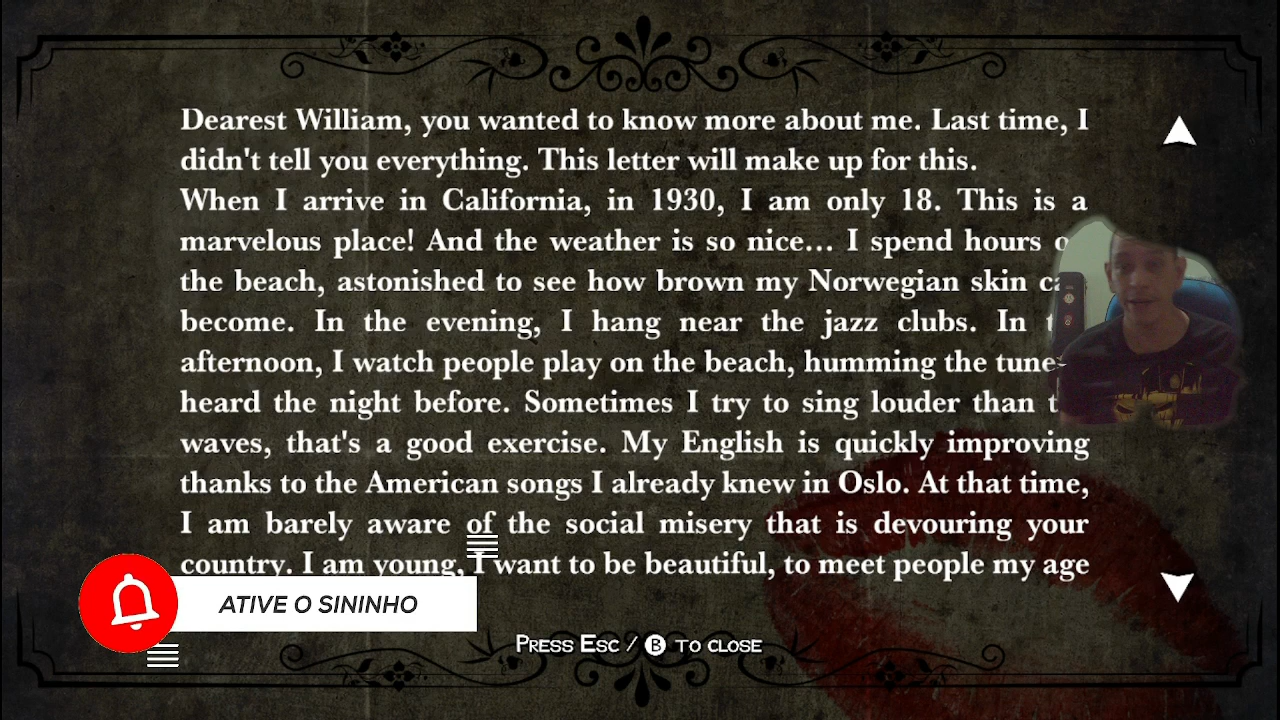 Dearest William, you wanted to know more about me. Last time, I
didn't tell you everything. This letter will make up for this.
When I arrive in California, in 1930, I am only 18. This is a
marvelous place! And the weather is so nice... I spend hours
the beach, astonished to see how brown my Norwegian skin
become. In the evening, I hang near the jazz clubs. In
afternoon, I watch people play on the beach, humming the
heard the night before. Sometimes I try to sing louder than
waves, that's a good exercise. My English is quickly improving
thanks to the American songs I already knew in Oslo. At that time,
I am barely aware of the social misery that is devouring your
country. I am young, I want to be beautiful, to meet people my age
ATIVE O SININHO
PRESS ESC / B TO CLOSE